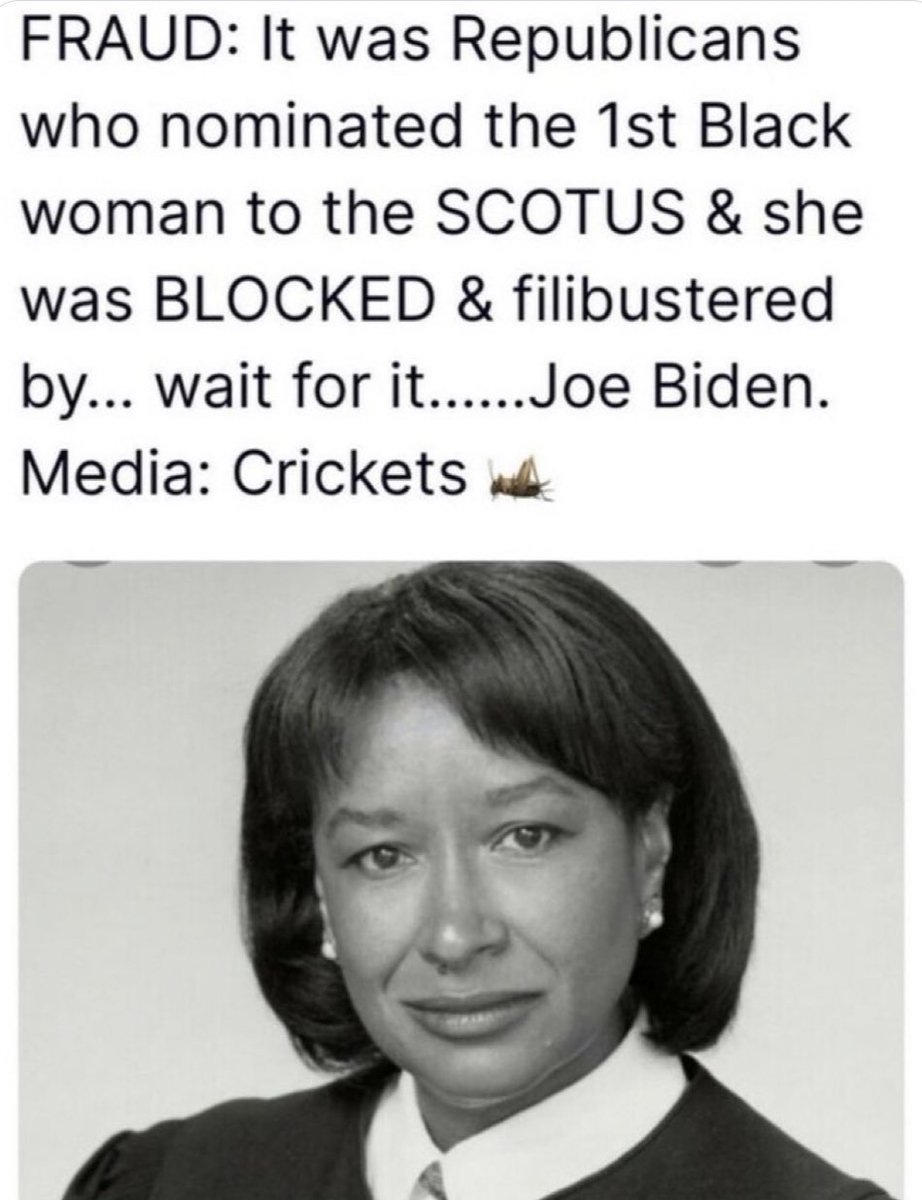 FRAUD: It was Republicans
who nominated the 1st Black
woman to the SCOTUS & she
was BLOCKED & filibustered
by... wait for it......Joe Biden.
Media: Crickets 🦗